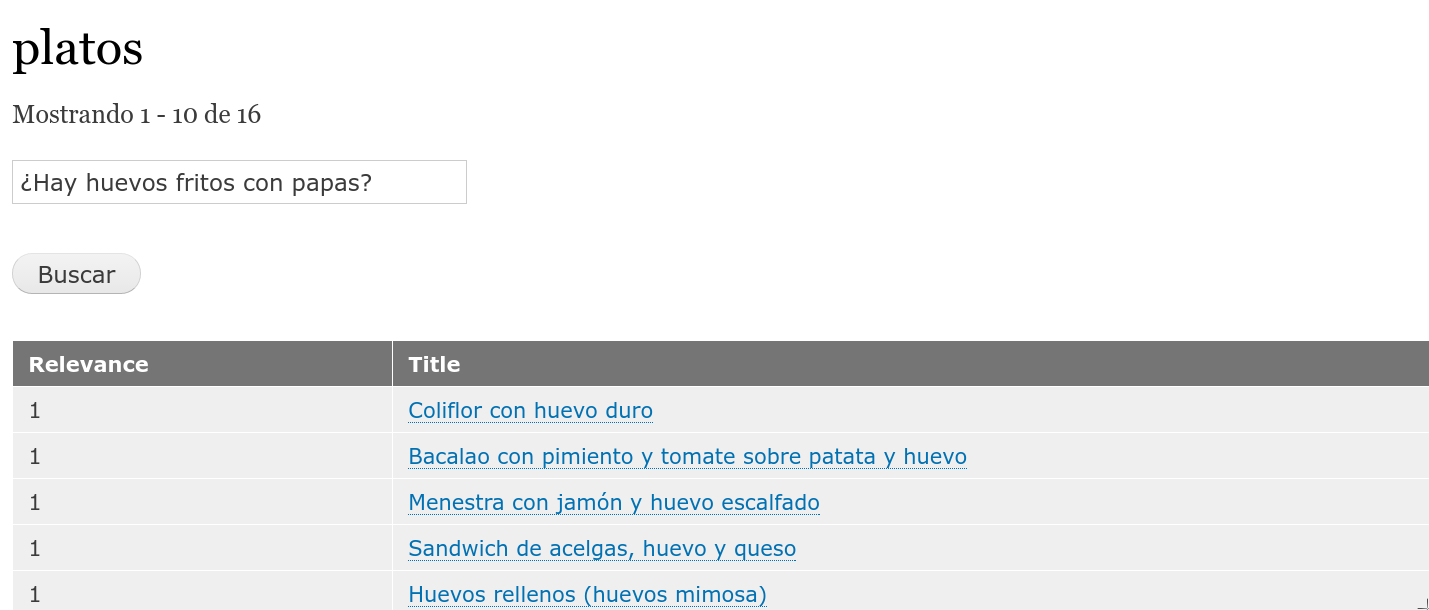 platos
Mostrando 1 - 10 de 16
¿Hay huevos fritos con papas?
Buscar
Relevance Title
1 Coliflor con huevo duro
1 Bacalao con pimiento y tomate sobre patata y huevo
1 Menestra con jamón y huevo escalfado
1 Sandwich de acelgas, huevo y queso
1 Huevos rellenos (huevos mimosa)